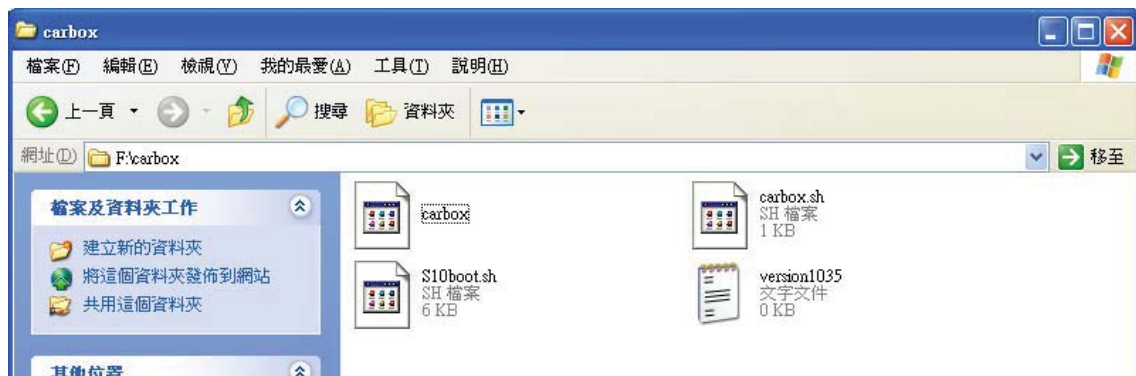 carbox
檔案(F) 編輯(E) 檢視(V) 我的最愛(A) 工具(T) 說明(H)
上一頁 搜尋 資料夾
網址(D) F:\carbox 移至
檔案及資料夾工作
建立新的資料夾
將這個資料夾發佈到網站
共用這個資料夾
其他位置
carbox
carbox.sh
SH 檔案
1 KB
S10boot.sh
SH 檔案
6 KB
version1035
文字文件
0 KB